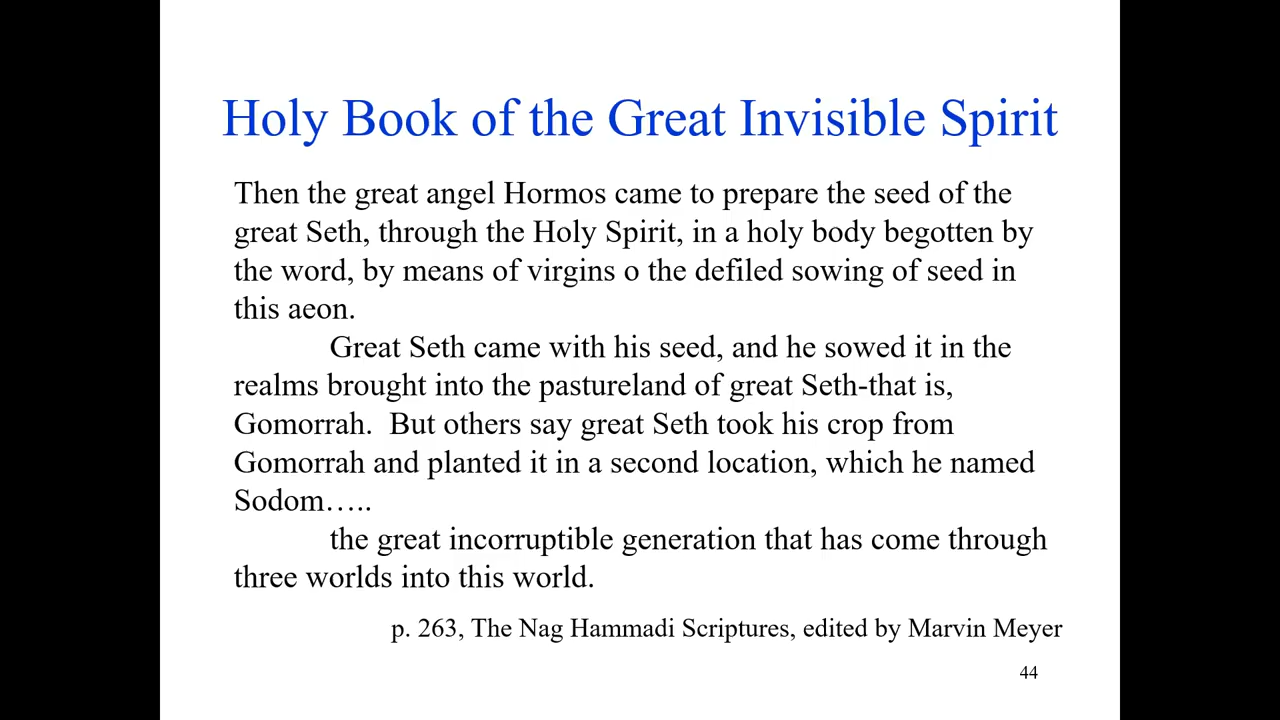 Holy Book of the Great Invisible Spirit
Then the great angel Hormos came to prepare the seed of the
great Seth, through the Holy Spirit, in a holy body begotten by
the word, by means of virgins o the defiled sowing of seed in
this aeon.
Great Seth came with his seed, and he sowed it in the
realms brought into the pastureland of great Seth-that is,
Gomorrah.  But others say great Seth took his crop from
Gomorrah and planted it in a second location, which he named
Sodom…..
the great incorruptible generation that has come through
three worlds into this world.
p. 263, The Nag Hammadi Scriptures, edited by Marvin Meyer
44